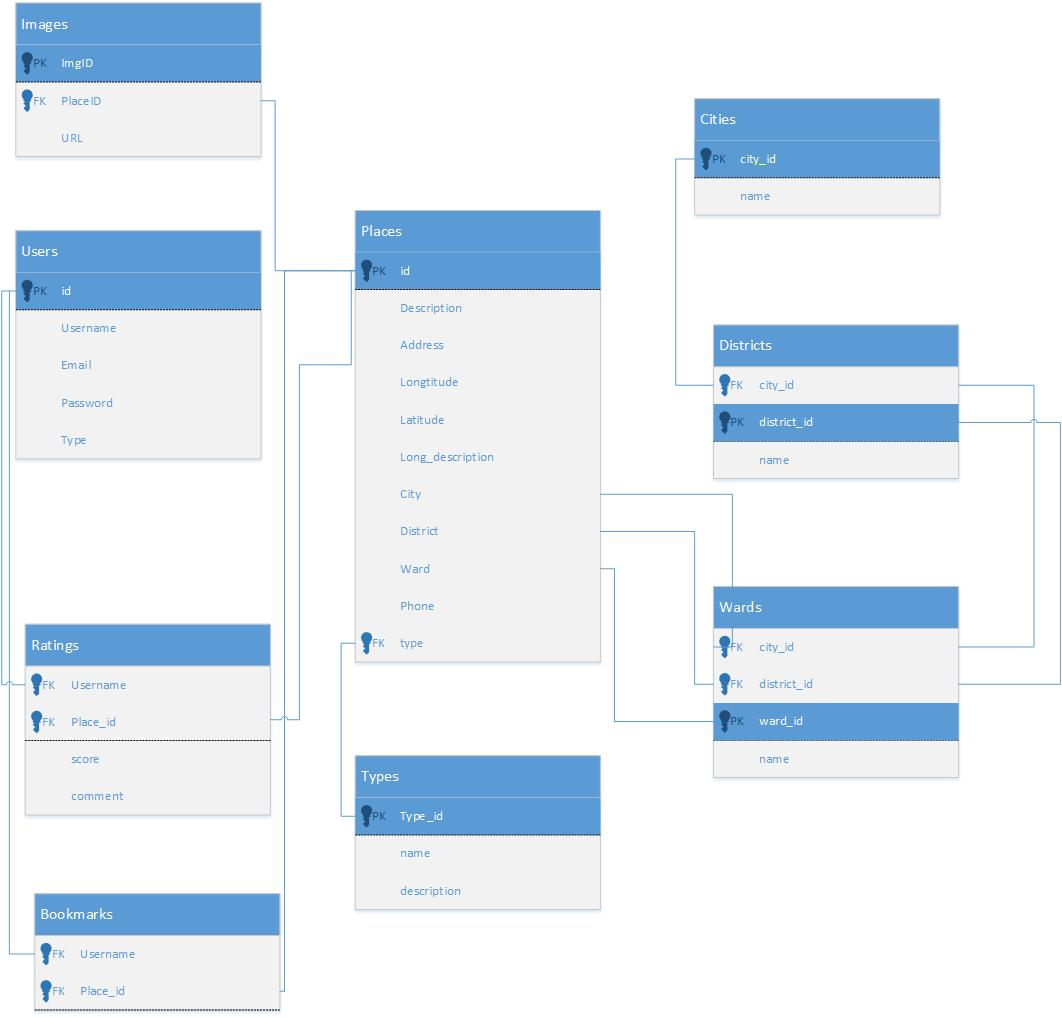 Images
PK ImgID
FK PlaceID
URL
Users
PK id
Username
Email
Password
Type
Ratings
FK Username
FK Place_id
score
comment
Bookmarks
FK Username
FK Place_id
Places
PK id
Description
Address
Longtitude
Latitude
Long_description
City
District
Ward
Phone
FK type
Types
PK Type_id
name
description
Cities
PK city_id
name
Districts
FK city_id
PK district_id
name
Wards
FK city_id
FK district_id
PK ward_id
name